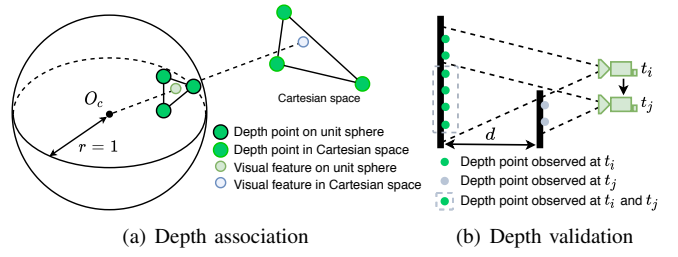 O_c
r = 1
Cartesian space
Depth point on unit sphere
Depth point in Cartesian space
Visual feature on unit sphere
Visual feature in Cartesian space
(a) Depth association
t_i
t_j
d
Depth point observed at t_i
Depth point observed at t_j
Depth point observed at t_i and t_j
(b) Depth validation